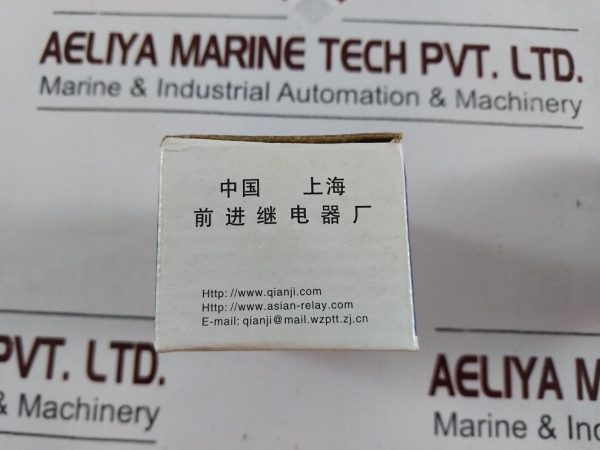 AELIYA MARINE TECH PVT. LTD.
Marine & Industrial Automation & Machinery
中国 上海
前进继电器厂
Http://www.qianji.com
Http://www.asian-relay.com
E-mail: qianji@mail.wzptt.zj.cn
PVT. LTD.
& Machinery
AELIYA MA
Marine & Indus